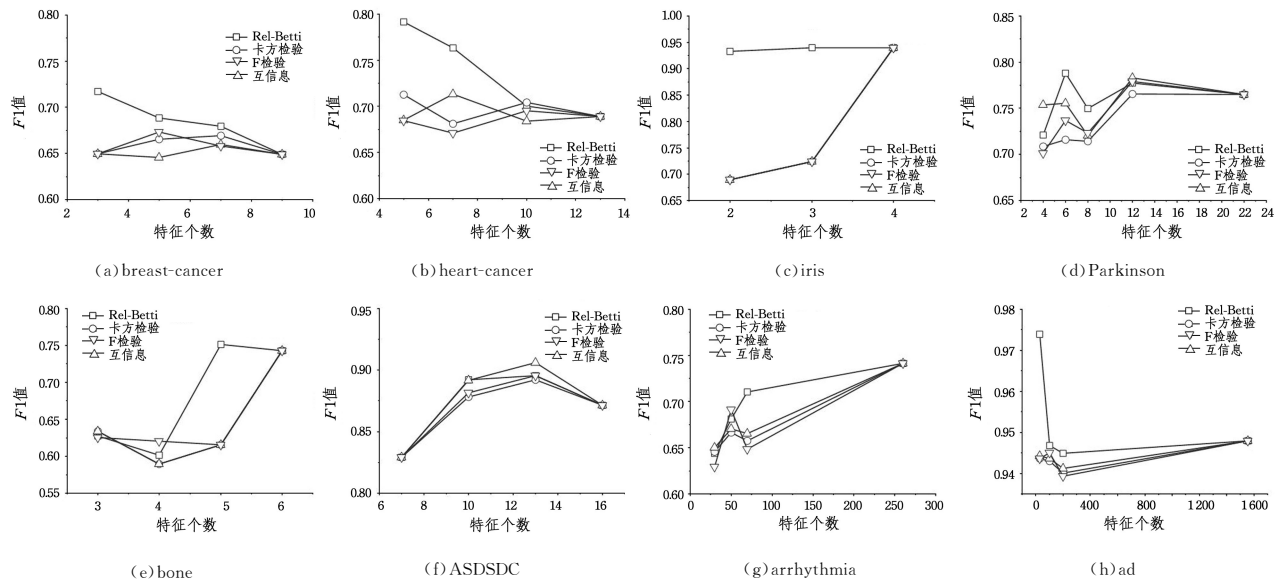 0.80
0.75
0.70
0.65
0.60
F1值
Rel-Betti
卡方检验
F检验
互信息
2 4 6 8 10
特征个数
(a)breast-cancer
0.80
0.75
0.70
0.65
0.60
F1值
Rel-Betti
卡方检验
F检验
互信息
4 6 8 10 12 14
特征个数
(b)heart-cancer
1.00
0.95
0.90
0.85
0.80
0.75
0.70
0.65
F1值
Rel-Betti
卡方检验
F检验
互信息
2 3 4
特征个数
(c)iris
0.85
0.80
0.75
0.70
0.65
F1值
Rel-Betti
卡方检验
F检验
互信息
2 4 6 8 10 12 14 16 18 20 22 24
特征个数
(d)Parkinson
0.80
0.75
0.70
0.65
0.60
0.55
F1值
Rel-Betti
卡方检验
F检验
互信息
3 4 5 6
特征个数
(e)bone
0.95
0.90
0.85
0.80
F1值
Rel-Betti
卡方检验
F检验
互信息
8 10 12 14 16
特征个数
(f)ASDSDC
0.80
0.75
0.70
0.65
0.60
F1值
Rel-Betti
卡方检验
F检验
互信息
0 50 100 150 200 250 300
特征个数
(g)arrhythmia
0.98
0.97
0.96
0.95
0.94
F1值
Rel-Betti
卡方检验
F检验
互信息
0 400 800 1200 1600
特征个数
(h)ad